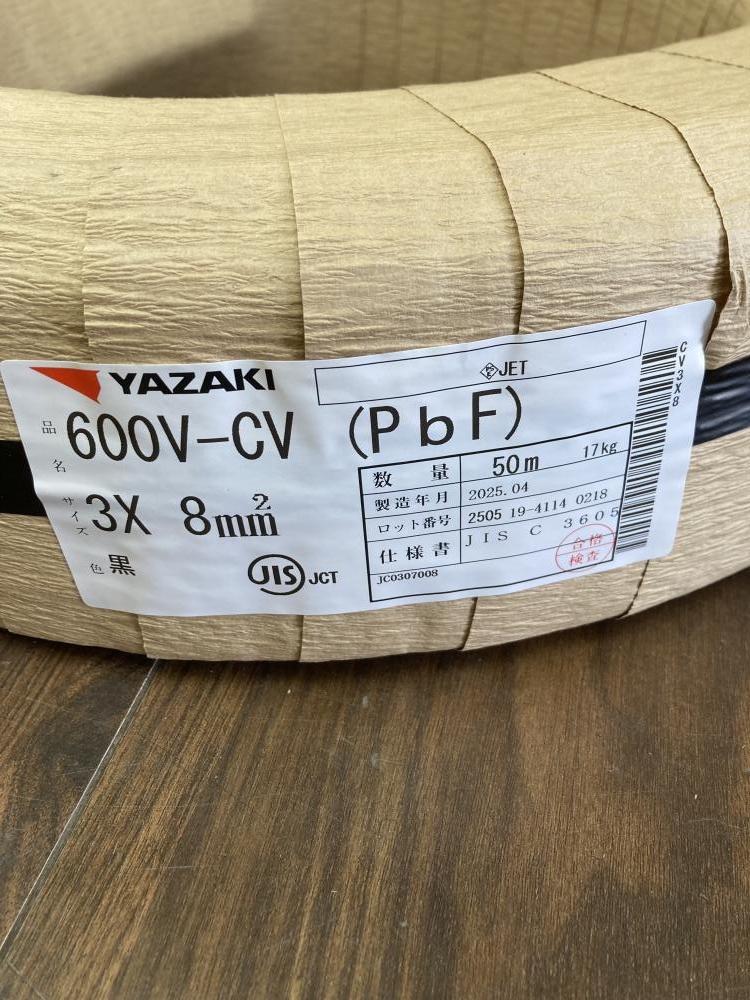 YAZAKI
PS E JET
品名 600V-CV (PbF)
サイズ 3X 8mm²
色 黒
JIS JCT
数量 50m 17kg
製造年月 2025.04
ロット番号 2505 19-4114 0218
仕様書 JIS C 3605
JC0307008
合格
検査
CV3X8